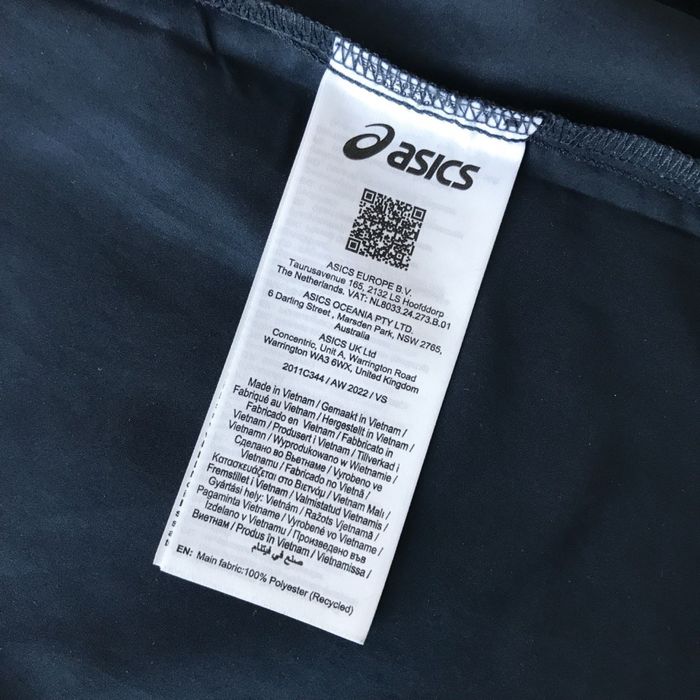 asics
ASICS EUROPE B.V.
Taurusavenue 165, 2132 LS Hoofddorp
The Netherlands. VAT: NL8033.24.273.B.01
ASICS OCEANIA PTY LTD.
6 Darling Street , Marsden Park, NSW 2765,
Australia
ASICS UK Ltd
Concentric, Unit A, Warrington Road
Warrington WA3 6WX, United Kingdom
2011C344 / AW 2022 / VS
Made in Vietnam / Gemaakt in Vietnam /
Fabriqué au Vietnam / Hergestellt in Vietnam /
Fabricado en Vietnam / Fabbricato in
Vietnam / Produsert i Vietnam / Tillverkad i
Vietnamn / Wyprodukowano w Wietnamie /
Сделано во Вьетнаме / Vyrobeno ve
Vietnamu / Fabricado no Vietnã /
Κατασκευάζεται στο Βιετνάμ / Vietnam Malı /
Fremstillet i Vietnam / Valmistatud Vietnamis /
Gyártási hely: Vietnám / Ražots Vjetnamā /
Pagaminta Vietname / Vyrobené vo Vietname /
Izdelano v Vietnamu / Произведено във
Виетнам / Produs în Vietnam / Vietnamissa /
صنع في فيتنام
EN: Main fabric:100% Polyester (Recycled)